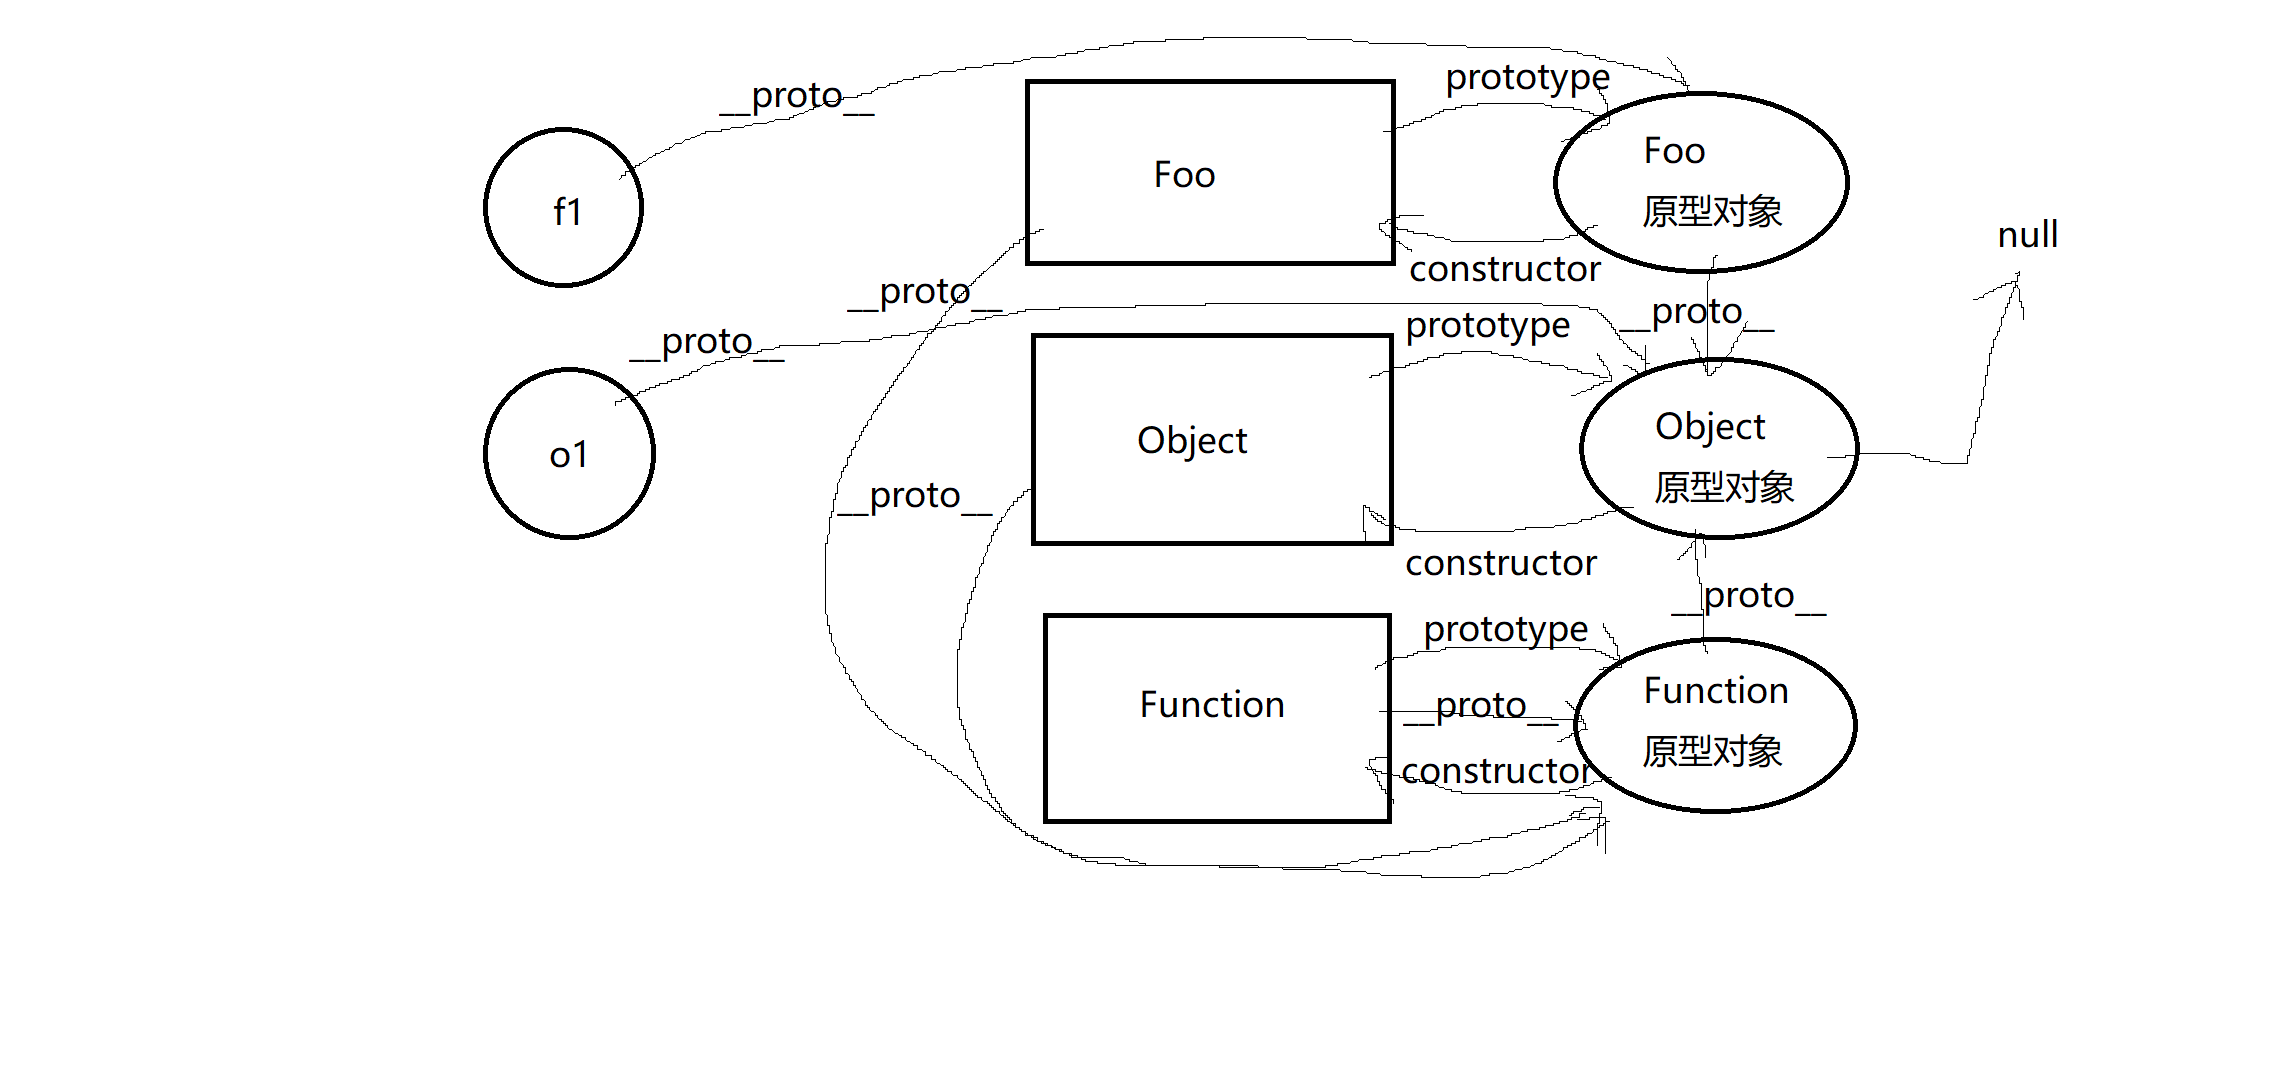 __proto__
prototype
Foo
原型对象
f1
Foo
null
constructor
__proto__
__proto__
prototype
__proto__
Object
原型对象
Object
o1
__proto__
constructor
__proto__
prototype
Function
原型对象
Function
__proto__
constructor